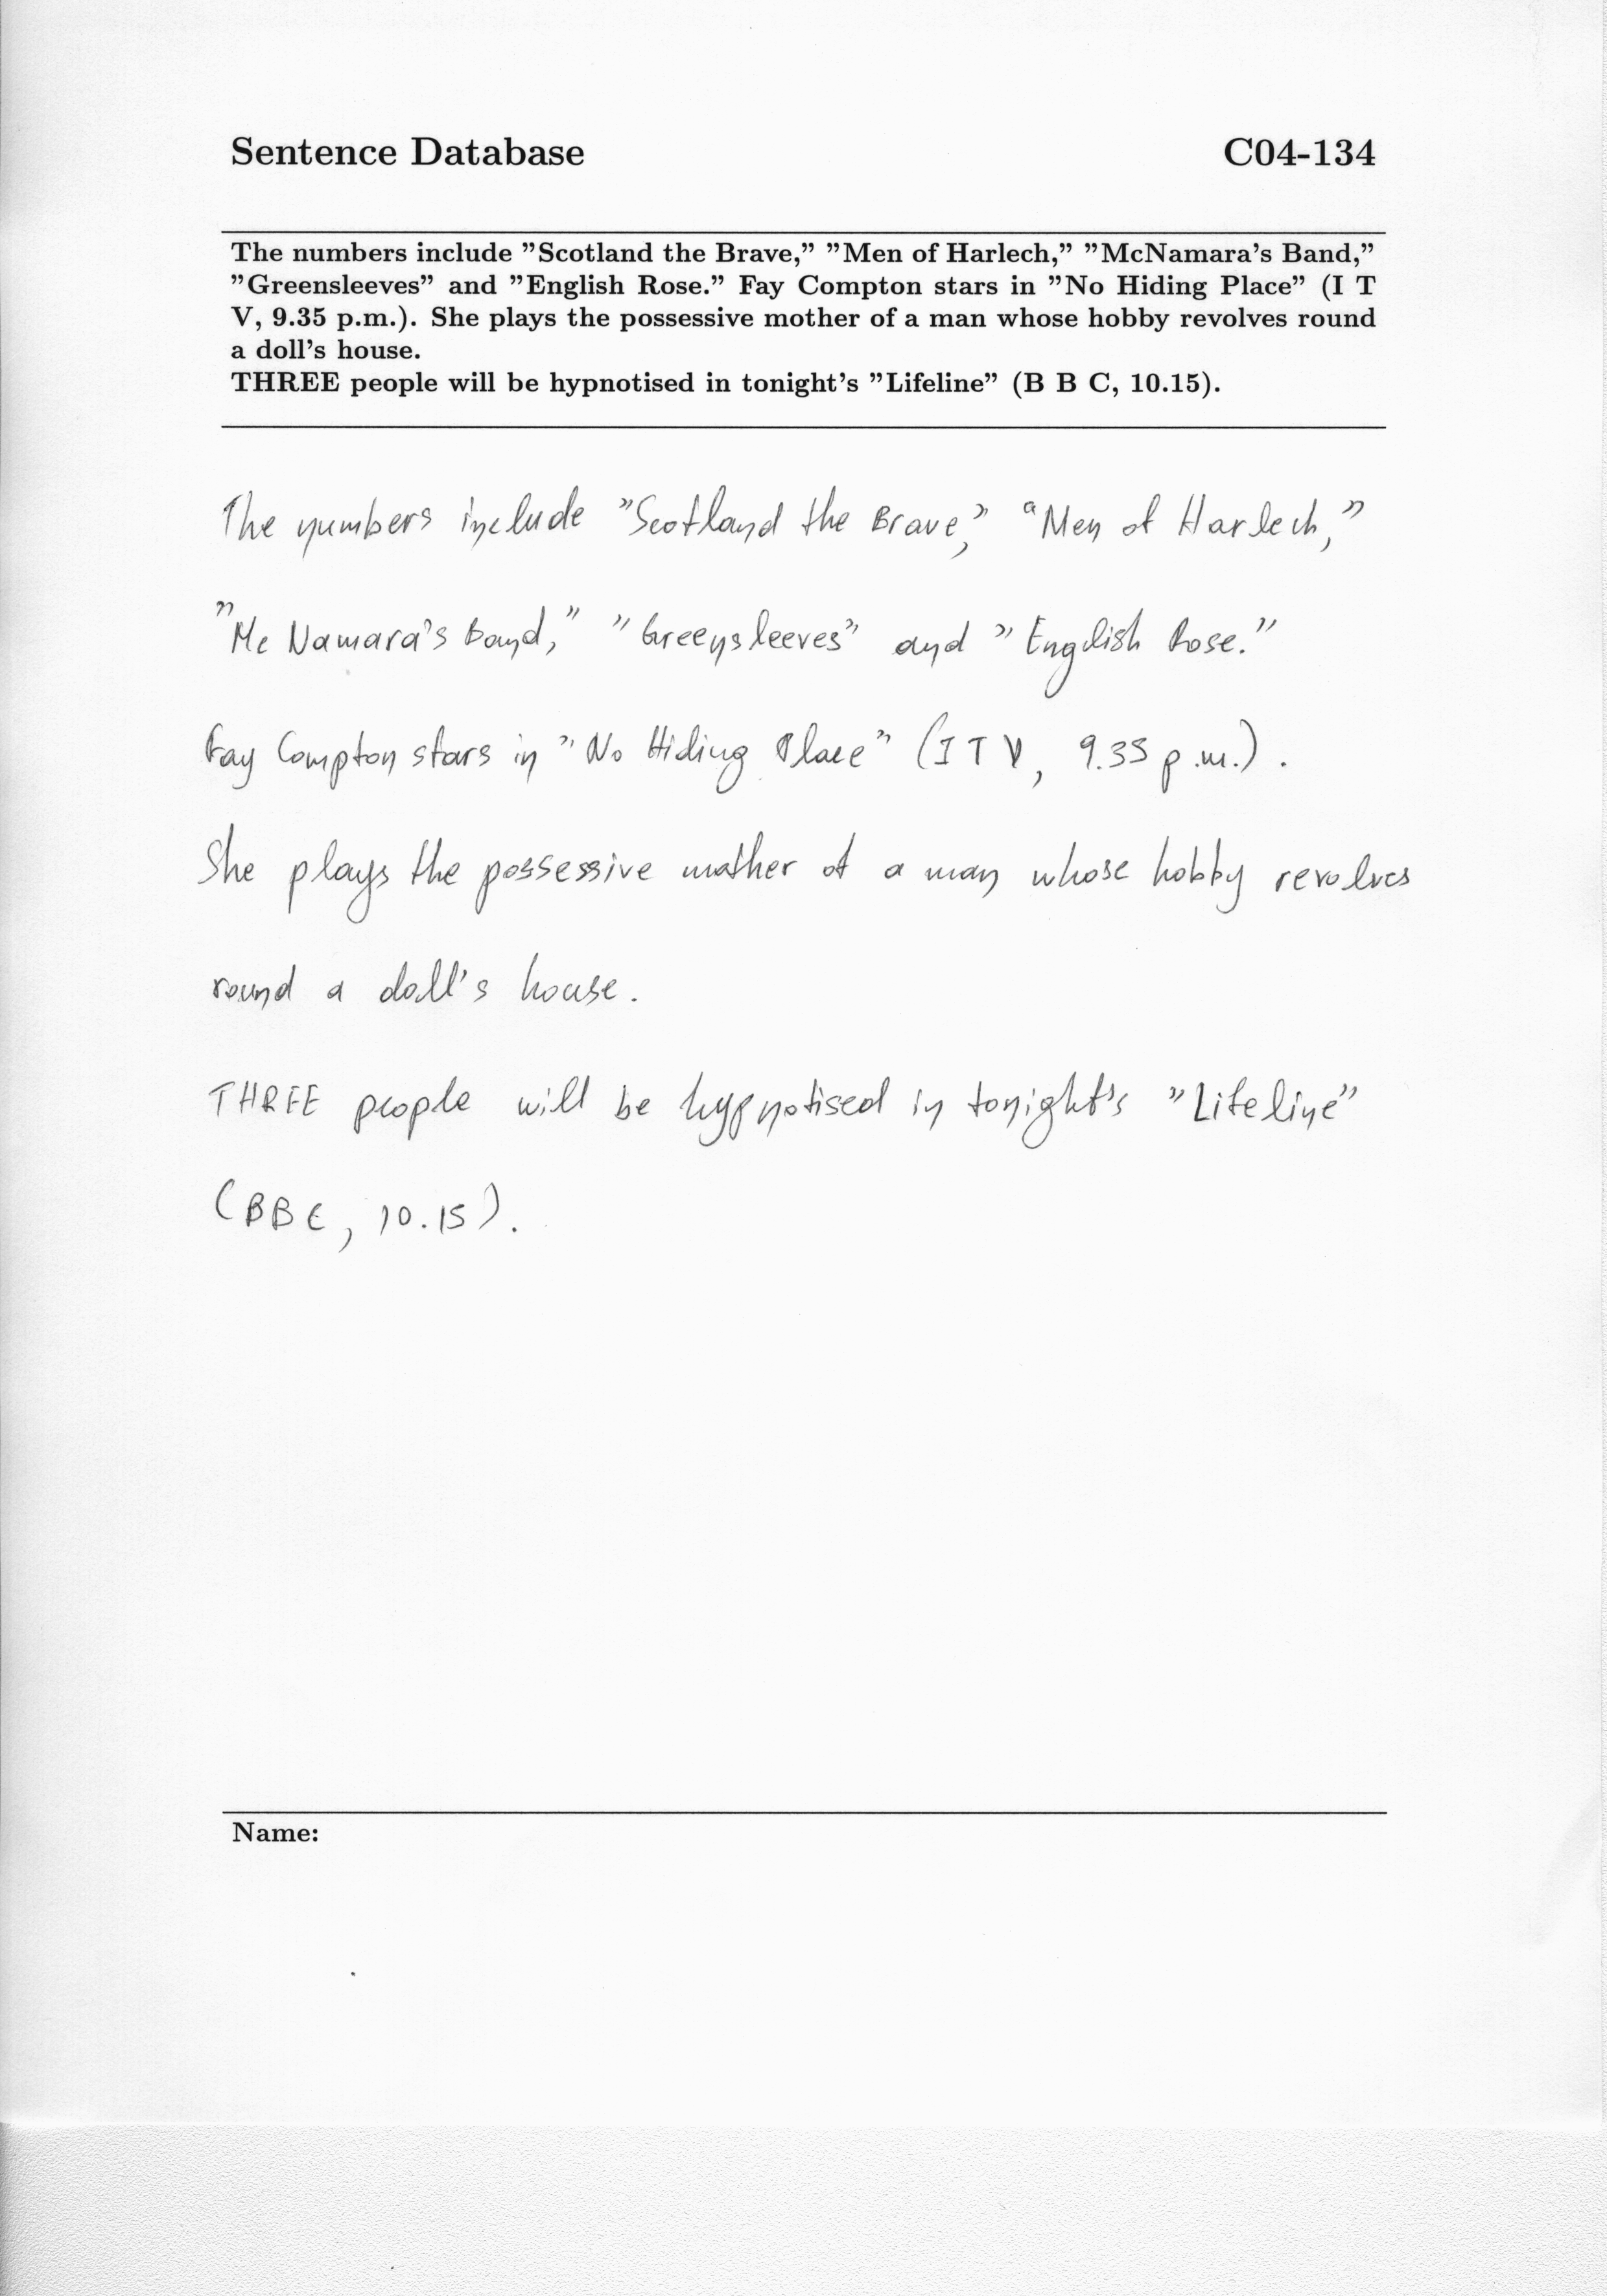 Sentence Database C04-134
The numbers include ”Scotland the Brave,” ”Men of Harlech,” ”McNamara’s Band,”
”Greensleeves” and ”English Rose.” Fay Compton stars in ”No Hiding Place” (I T
V, 9.35 p.m.). She plays the possessive mother of a man whose hobby revolves round
a doll’s house.
THREE people will be hypnotised in tonight’s ”Lifeline” (B B C, 10.15).
The numbers include ”Scotland the Brave,” “Men of Harlech,”
”Mc Namara’s Band,” ”Greensleeves” and ”English Rose.”
Fay Compton stars in ”No Hiding Place” (I T V, 9.35 p.m.).
She plays the possessive mother of a man whose hobby revolves
round a doll’s house.
THREE people will be hypnotised in tonight’s ”Lifeline”
(BBC, 10.15).
Name: